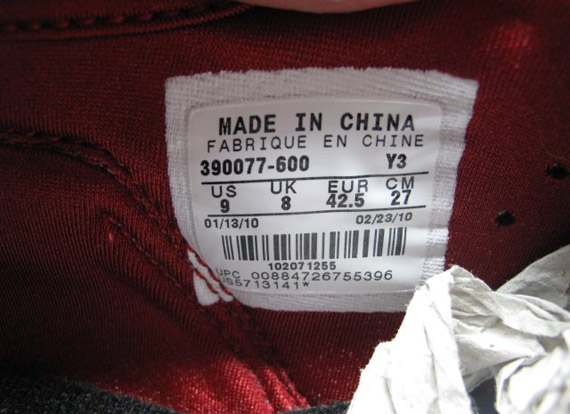 MADE IN CHINA
FABRIQUE EN CHINE
390077-600 Y3
US UK EUR CM
9 8 42.5 27
01/13/10 02/23/10
102071255
UPC 00884726755396
5713141*